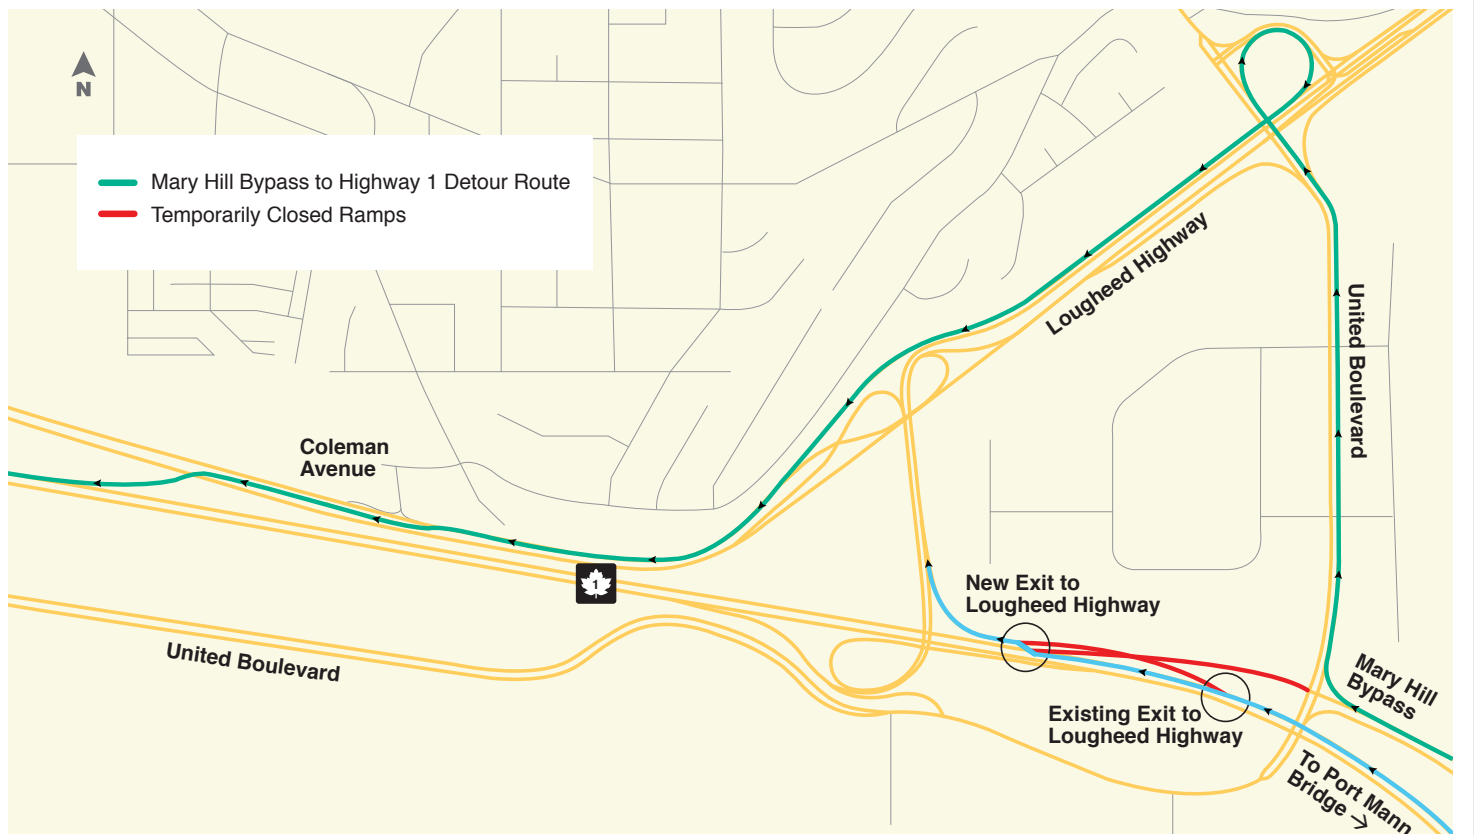 N
Mary Hill Bypass to Highway 1 Detour Route
Temporarily Closed Ramps
Lougheed Highway
United Boulevard
Coleman
Avenue
1
New Exit to
Lougheed Highway
United Boulevard
Mary Hill
Bypass
Existing Exit to
Lougheed Highway
To Port Mann
Bridge →